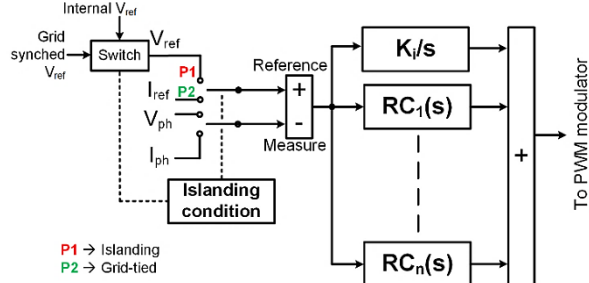 Internal Vref
Grid
synched
Vref
Switch
Vref
P1
Iref
P2
Vph
Iph
Reference
+
-
Measure
Islanding
condition
Ki/s
RC1(s)
RCn(s)
+
To PWM modulator
P1 → Islanding
P2 → Grid-tied